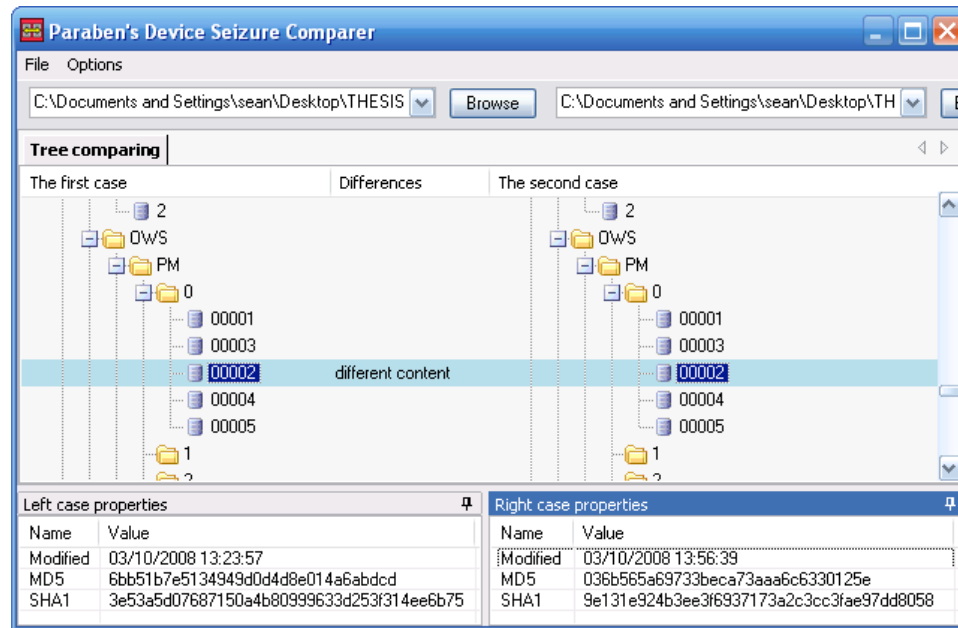 Paraben's Device Seizure Comparer
File Options
C:\Documents and Settings\sean\Desktop\THESIS Browse C:\Documents and Settings\sean\Desktop\TH
Tree comparing
The first case Differences The second case
2 2
OWS OWS
PM PM
0 0
00001 00001
00003 00003
00002 different content 00002
00004 00004
00005 00005
1 1
2
Left case properties Right case properties
Name Value Name Value
Modified 03/10/2008 13:23:57 Modified 03/10/2008 13:56:39
MD5 6bb51b7e5134949d0d4d8e014a6abdcd MD5 036b565a69733beca73aaa6c6330125e
SHA1 3e53a5d07687150a4b80999633d253f314ee6b75 SHA1 9e131e924b3ee3f6937173a2c3cc3fae97dd8058